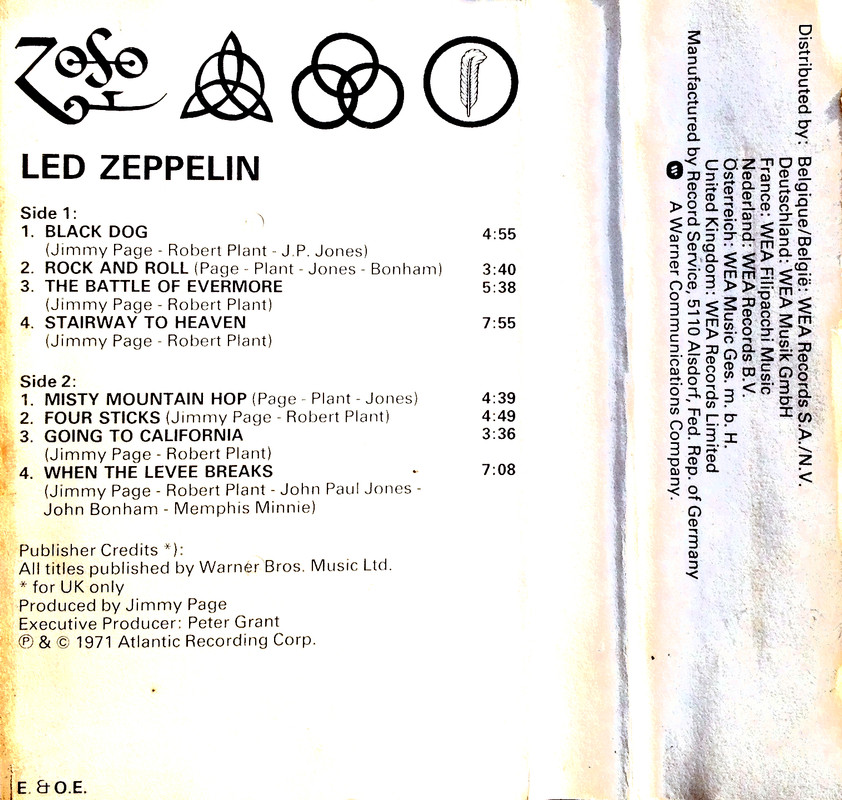 Zoso
LED ZEPPELIN
Side 1:
1. BLACK DOG 4:55
(Jimmy Page - Robert Plant - J.P. Jones)
2. ROCK AND ROLL (Page - Plant - Jones - Bonham) 3:40
3. THE BATTLE OF EVERMORE 5:38
(Jimmy Page - Robert Plant)
4. STAIRWAY TO HEAVEN 7:55
(Jimmy Page - Robert Plant)
Side 2:
1. MISTY MOUNTAIN HOP (Page - Plant - Jones) 4:39
2. FOUR STICKS (Jimmy Page - Robert Plant) 4:49
3. GOING TO CALIFORNIA 3:36
(Jimmy Page - Robert Plant)
4. WHEN THE LEVEE BREAKS 7:08
(Jimmy Page - Robert Plant - John Paul Jones -
John Bonham - Memphis Minnie)
Publisher Credits *):
All titles published by Warner Bros. Music Ltd.
* for UK only
Produced by Jimmy Page
Executive Producer: Peter Grant
℗ & © 1971 Atlantic Recording Corp.
E. & O.E.
Distributed by: Belgique/België: WEA Records S.A./N.V.
Deutschland: WEA Musik GmbH
France: WEA Filipacchi Music
Nederland: WEA Records B.V.
Österreich: WEA Music Ges. m. b. H.
United Kingdom: WEA Records Limited
Manufactured by Record Service, 5110 Alsdorf, Fed. Rep. of Germany
A Warner Communications Company.